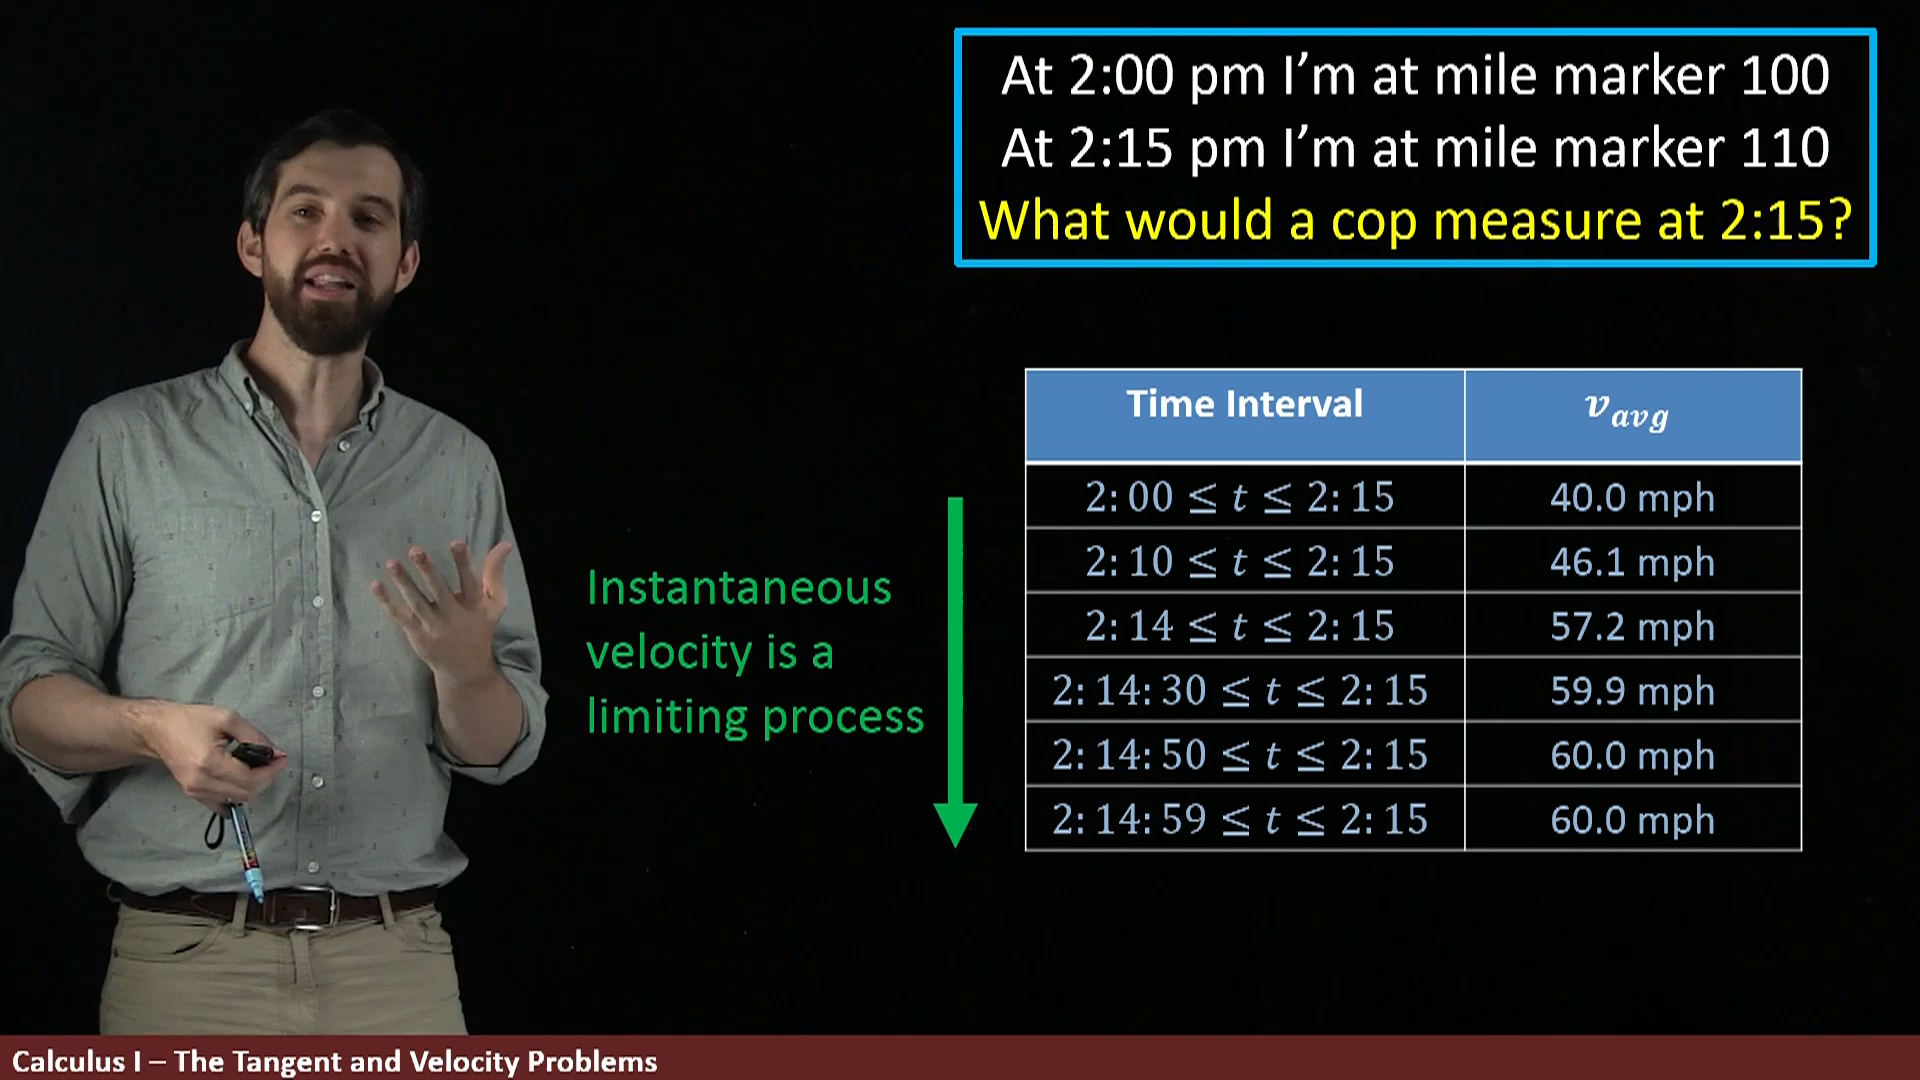 At 2:00 pm I'm at mile marker 100
At 2:15 pm I'm at mile marker 110
What would a cop measure at 2:15?
Time Interval v_avg
2:00 ≤ t ≤ 2:15 40.0 mph
2:10 ≤ t ≤ 2:15 46.1 mph
2:14 ≤ t ≤ 2:15 57.2 mph
2:14:30 ≤ t ≤ 2:15 59.9 mph
2:14:50 ≤ t ≤ 2:15 60.0 mph
2:14:59 ≤ t ≤ 2:15 60.0 mph
Instantaneous
velocity is a
limiting process
Calculus I – The Tangent and Velocity Problems